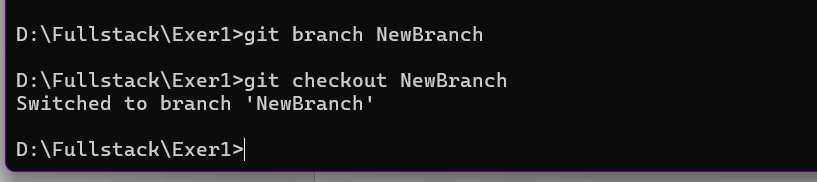 D:\Fullstack\Exer1>git branch NewBranch
D:\Fullstack\Exer1>git checkout NewBranch
Switched to branch 'NewBranch'
D:\Fullstack\Exer1>